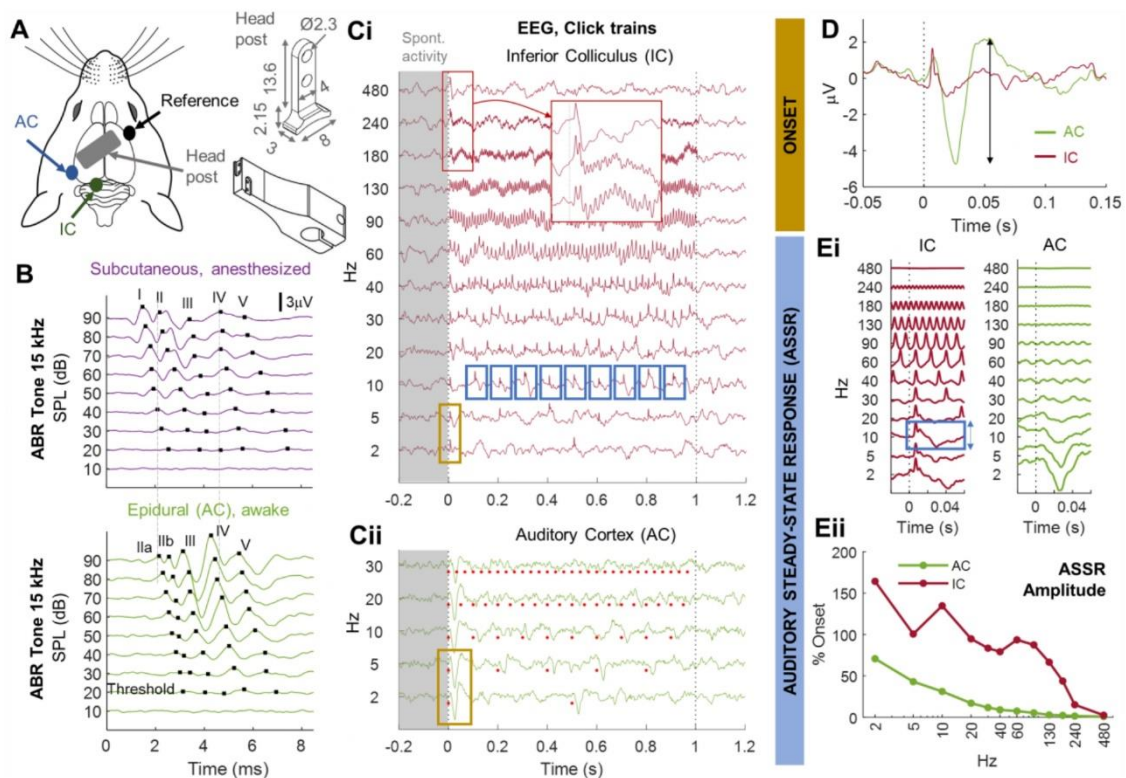 A
Head post
Ø2.3
13.6
4
2.15
3
8
Reference
AC
Head post
IC
B
Subcutaneous, anesthetized
I
II
III
IV
V
3µV
ABR Tone 15 kHz
SPL (dB)
90
80
70
60
50
40
30
20
10
Epidural (AC), awake
IIa
IIb
III
IV
V
ABR Tone 15 kHz
SPL (dB)
90
80
70
60
50
40
30
Threshold
20
10
0 2 4 6 8
Time (ms)
Ci
Spont. activity
EEG, Click trains
Inferior Colliculus (IC)
Hz
480
240
180
130
90
60
40
30
20
10
5
2
-0.2 0 0.2 0.4 0.6 0.8 1 1.2
Cii
Auditory Cortex (AC)
Hz
30
20
10
5
2
-0.2 0 0.2 0.4 0.6 0.8 1 1.2
Time (s)
ONSET
AUDITORY STEADY-STATE RESPONSE (ASSR)
D
µV
2
0
-2
-4
-6
AC
IC
-0.05 0 0.05 0.1 0.15
Time (s)
Ei
IC
Hz
480
240
180
130
90
60
40
30
20
10
5
2
0 0.04
Time (s)
AC
480
240
180
130
90
60
40
30
20
10
5
2
0 0.04
Time (s)
Eii
ASSR Amplitude
AC
IC
% Onset
200
150
100
50
0
2 5 10 20 40 60 130 240 480
Hz